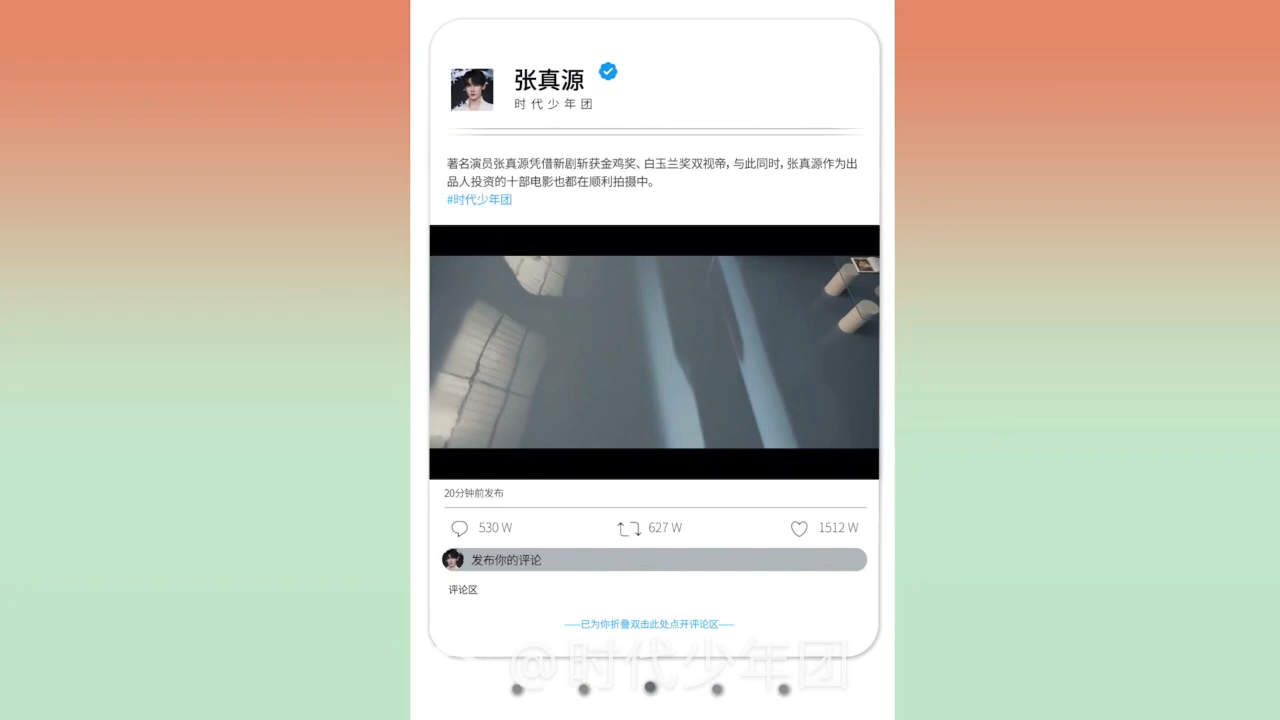 张真源
时代少年团
著名演员张真源凭借新剧斩获金鸡奖、白玉兰奖双视帝，与此同时，张真源作为出
品人投资的十部电影也都在顺利拍摄中。
#时代少年团
20分钟前发布
530 W
627 W
1512 W
发布你的评论
评论区
——已为你折叠双击此处点开评论区——
@时代少年团